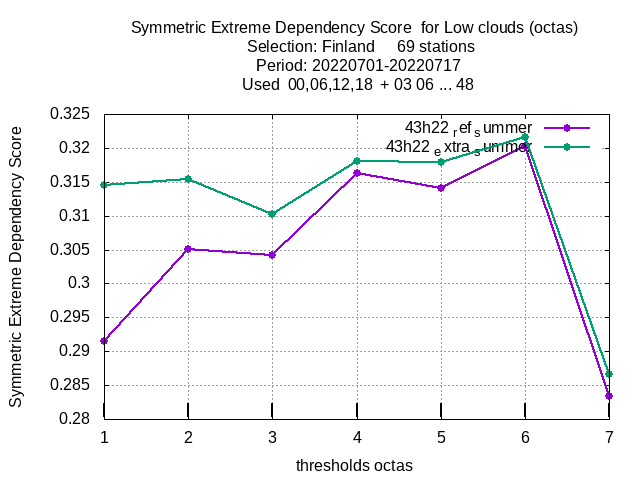 Symmetric Extreme Dependency Score  for Low clouds (octas)
Selection: Finland     69 stations
Period: 20220701-20220717
Used  00,06,12,18  + 03 06 ... 48
43h22 ref summer
43h22 extra summer
Symmetric Extreme Dependency Score
0.325
0.32
0.315
0.31
0.305
0.3
0.295
0.29
0.285
0.28
1 2 3 4 5 6 7
thresholds octas